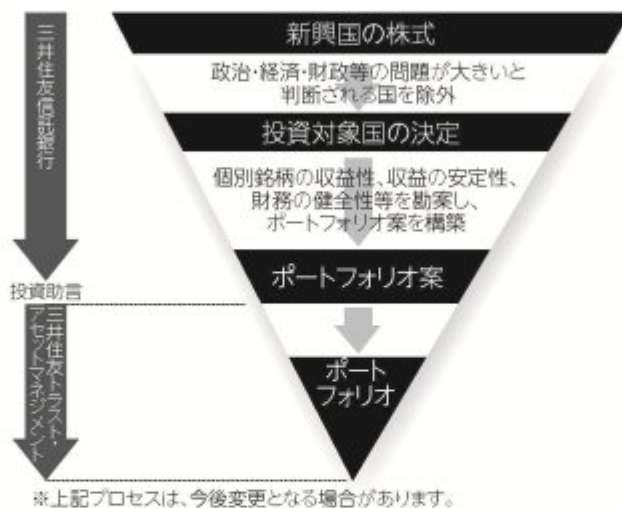 三井住友信託銀行
新興国の株式
政治・経済・財政等の問題が大きいと
判断される国を除外
投資対象国の決定
個別銘柄の収益性、収益の安定性、
財務の健全性等を勘案し、
ポートフォリオ案を構築
ポートフォリオ案
投資助言
三井住友トラスト・
アセットマネジメント
ポート
フォリオ
※上記プロセスは、今後変更となる場合があります。